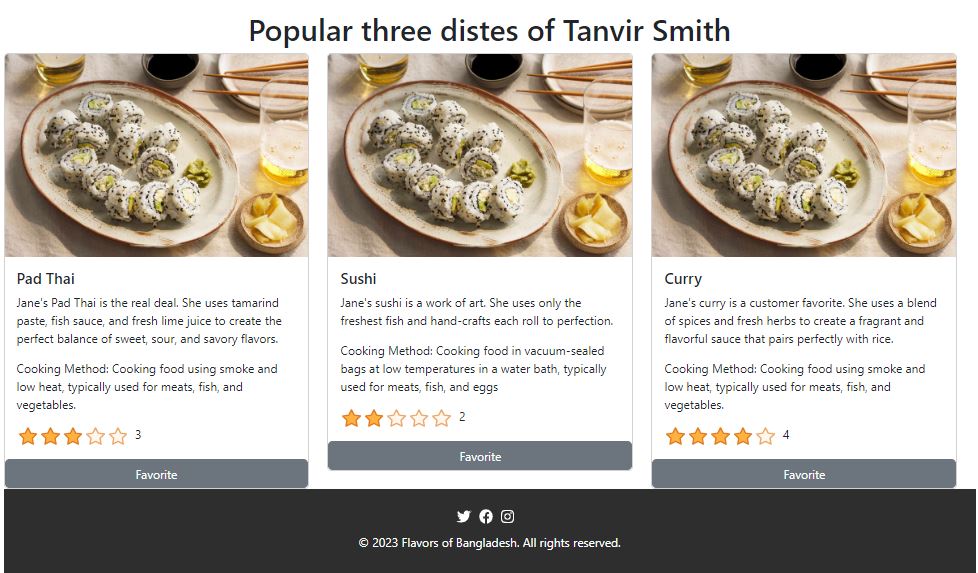 Popular three distes of Tanvir Smith
Pad Thai
Jane's Pad Thai is the real deal. She uses tamarind
paste, fish sauce, and fresh lime juice to create the
perfect balance of sweet, sour, and savory flavors.
Cooking Method: Cooking food using smoke and
low heat, typically used for meats, fish, and
vegetables.
3
Favorite
Sushi
Jane's sushi is a work of art. She uses only the
freshest fish and hand-crafts each roll to perfection.
Cooking Method: Cooking food in vacuum-sealed
bags at low temperatures in a water bath, typically
used for meats, fish, and eggs
2
Favorite
Curry
Jane's curry is a customer favorite. She uses a blend
of spices and fresh herbs to create a fragrant and
flavorful sauce that pairs perfectly with rice.
Cooking Method: Cooking food using smoke and
low heat, typically used for meats, fish, and
vegetables.
4
Favorite
© 2023 Flavors of Bangladesh. All rights reserved.